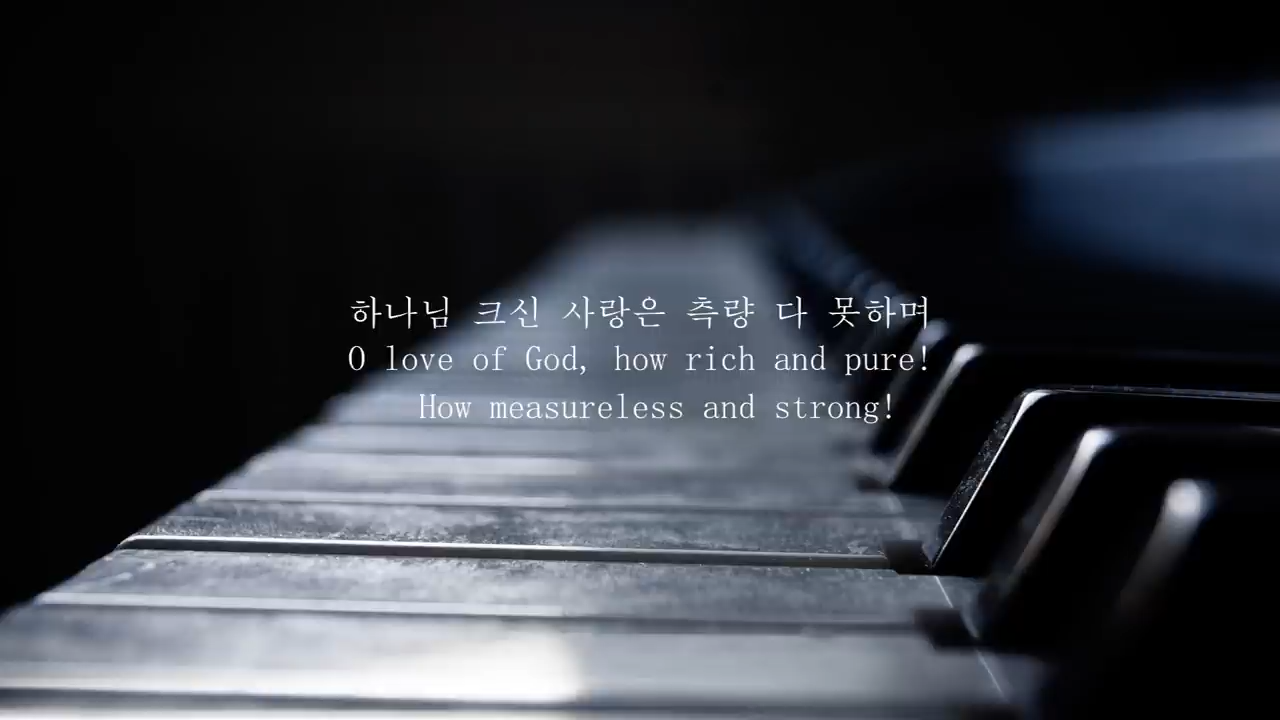 하나님 크신 사랑은 측량 다 못하며
O love of God, how rich and pure!
How measureless and strong!